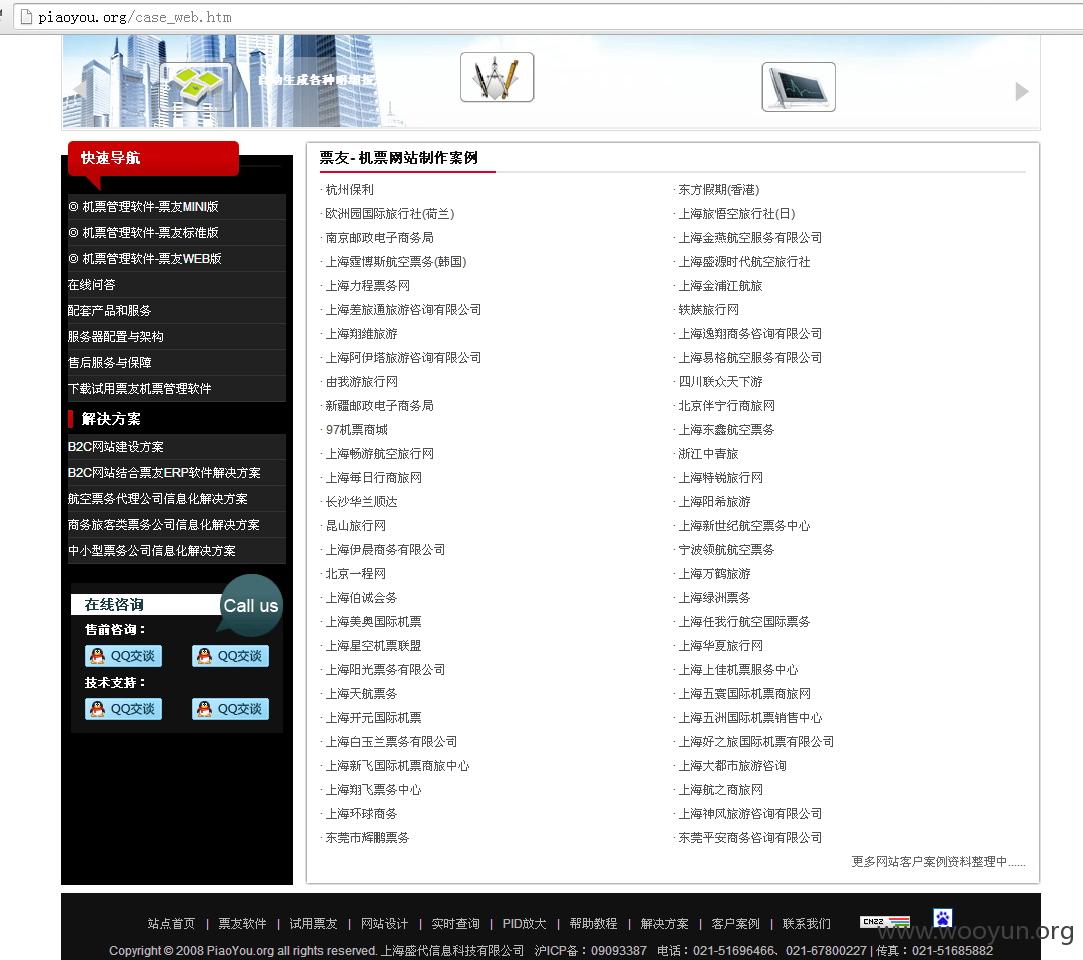 piaoyou.org/case_web.htm
快速导航
◎ 机票管理软件-票友MINI版
◎ 机票管理软件-票友标准版
◎ 机票管理软件-票友WEB版
在线问答
配套产品和服务
服务器配置与架构
售后服务与保障
下载试用票友机票管理软件
解决方案
B2C网站建设方案
B2C网站结合票友ERP软件解决方案
航空票务代理公司信息化解决方案
商务旅客类票务公司信息化解决方案
中小型票务公司信息化解决方案
在线咨询
Call us
售前咨询：
QQ交谈 QQ交谈
技术支持：
QQ交谈 QQ交谈
票友- 机票网站制作案例
· 杭州保利 · 东方假期(香港)
· 欧洲园国际旅行社(荷兰) · 上海旅悟空旅行社(日)
· 南京邮政电子商务局 · 上海金燕航空服务有限公司
· 上海霆博斯航空票务(韩国) · 上海盛源时代航空旅行社
· 上海力程票务网 · 上海金浦江航旅
· 上海差旅通旅游咨询有限公司 · 轶族旅行网
· 上海翔维旅游 · 上海逸翔商务咨询有限公司
· 上海阿伊塔旅游咨询有限公司 · 上海易格航空服务有限公司
· 由我游旅行网 · 四川联众天下游
· 新疆邮政电子商务局 · 北京伴宁行商旅网
· 97机票商城 · 上海东鑫航空票务
· 上海畅游航空旅行网 · 浙江中青旅
· 上海每日行商旅网 · 上海特锐旅行网
· 长沙华兰顺达 · 上海阳希旅游
· 昆山旅行网 · 上海新世纪航空票务中心
· 上海伊晨商务有限公司 · 宁波领航航空票务
· 北京一程网 · 上海万鹤旅游
· 上海伯诚会务 · 上海绿洲票务
· 上海美奥国际机票 · 上海任我行航空国际票务
· 上海星空机票联盟 · 上海华夏旅行网
· 上海阳光票务有限公司 · 上海上佳机票服务中心
· 上海天航票务 · 上海五寰国际机票商旅网
· 上海开元国际机票 · 上海五洲国际机票销售中心
· 上海白玉兰票务有限公司 · 上海好之旅国际机票有限公司
· 上海新飞国际机票商旅中心 · 上海大都市旅游咨询
· 上海翔飞票务中心 · 上海航之商旅网
· 上海环球商务 · 上海神风旅游咨询有限公司
· 东莞市辉鹏票务 · 东莞平安商务咨询有限公司
更多网站客户案例资料整理中......
站点首页 | 票友软件 | 试用票友 | 网站设计 | 实时查询 | PID放大 | 帮助教程 | 解决方案 | 客户案例 | 联系我们 CNZZ
Copyright © 2008 PiaoYou.org all rights reserved. 上海盛代信息科技有限公司 沪ICP备：09093387 电话：021-51696466、021-67800227 | 传真：021-51685882
www.wooyun.org